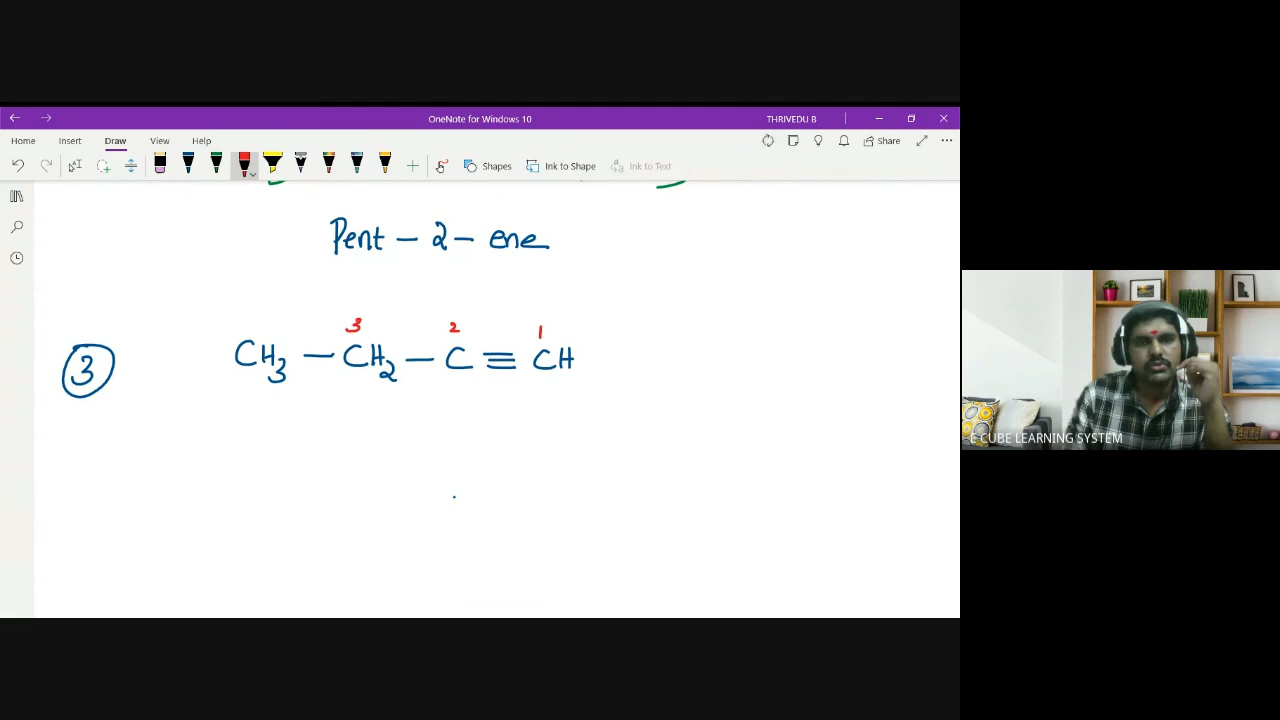 OneNote for Windows 10
THRIVEDU B
Home Insert Draw View Help
Share
Shapes Ink to Shape Ink to Text
Pent - 2 - ene
3 2 1
3 CH3 — CH2 — C ≡ CH
E CUBE LEARNING SYSTEM